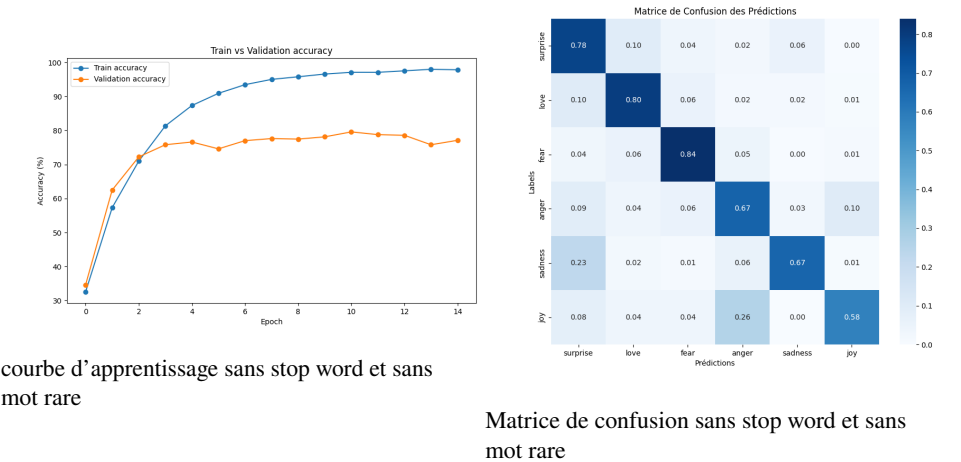 Train vs Validation accuracy
Train accuracy
Validation accuracy
100
90
80
70
60
50
40
30
Accuracy (%)
0 2 4 6 8 10 12 14
Epoch
courbe d'apprentissage sans stop word et sans
mot rare
Matrice de Confusion des Prédictions
surprise 0.78 0.10 0.04 0.02 0.06 0.00
love 0.10 0.80 0.06 0.02 0.02 0.01
fear 0.04 0.06 0.84 0.05 0.00 0.01
anger 0.09 0.04 0.06 0.67 0.03 0.10
sadness 0.23 0.02 0.01 0.06 0.67 0.01
joy 0.08 0.04 0.04 0.26 0.00 0.58
Labels
surprise love fear anger sadness joy
Prédictions
0.8
0.7
0.6
0.5
0.4
0.3
0.2
0.1
0.0
Matrice de confusion sans stop word et sans
mot rare